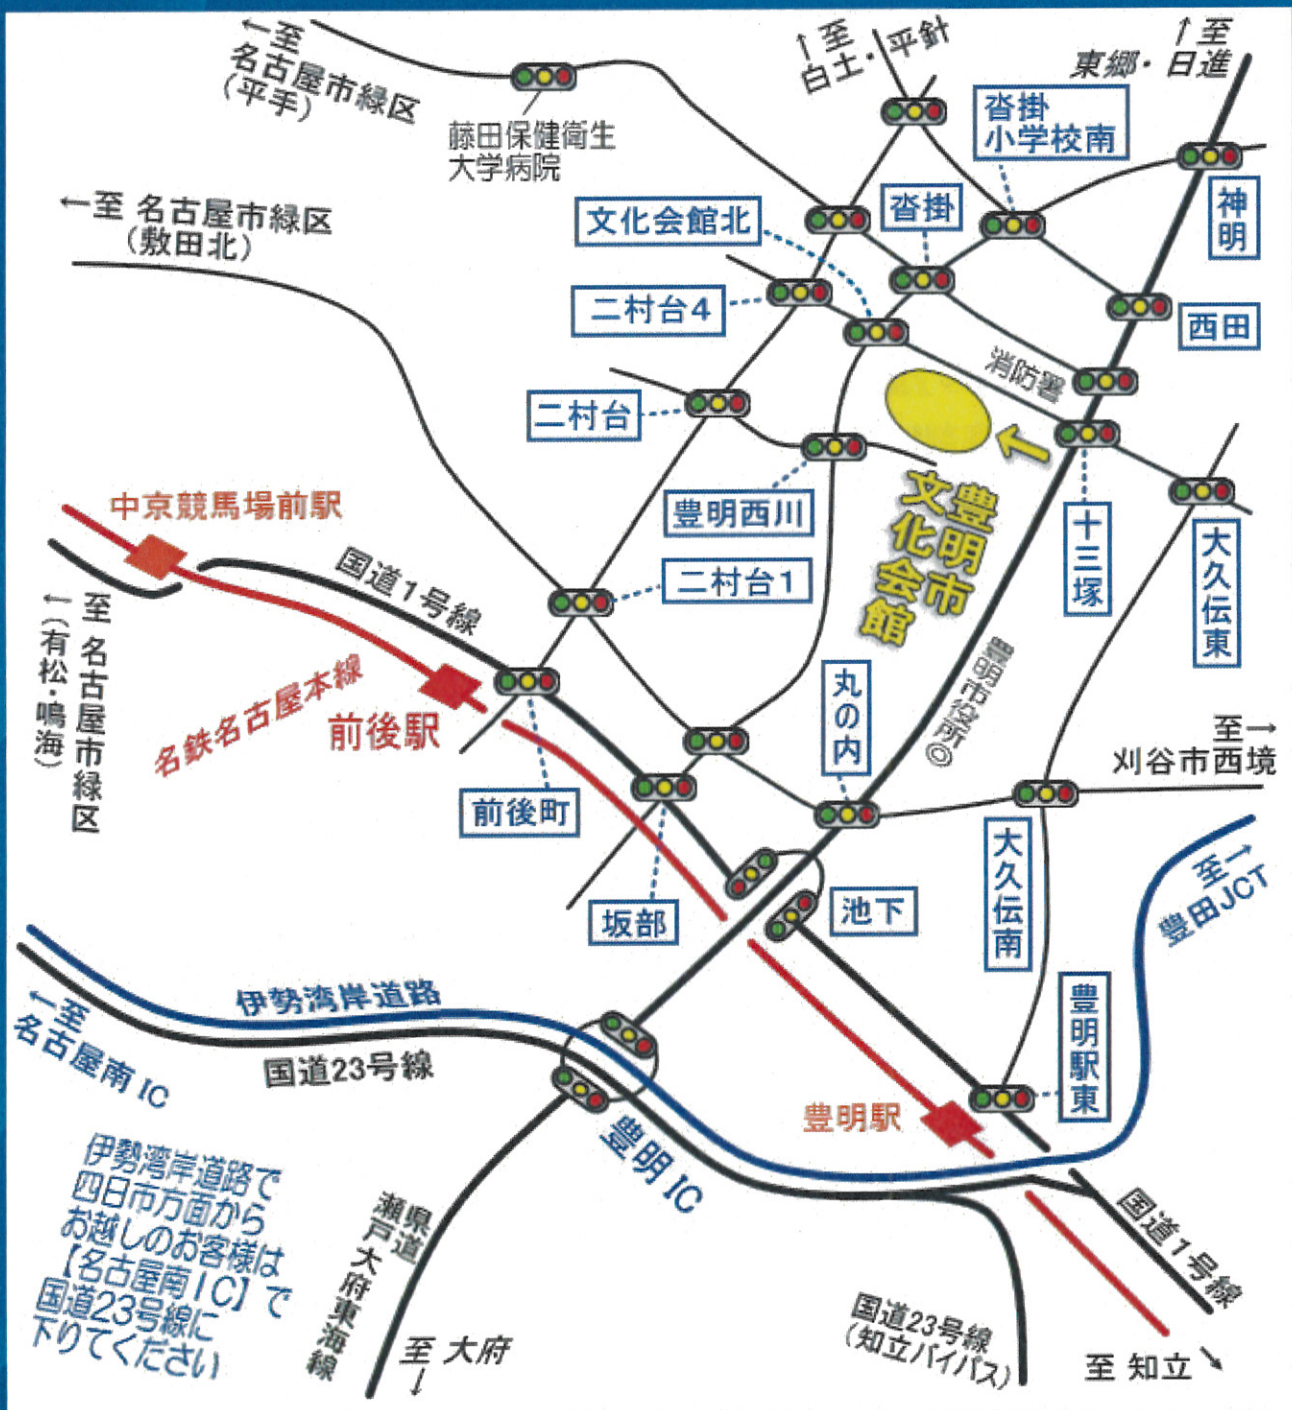 ←至
名古屋市緑区
(平手)
↑至
白土・平針
↑至
東郷・日進
藤田保健衛生
大学病院
沓掛
小学校南
←至 名古屋市緑区
(敷田北)
文化会館北
沓掛
神明
二村台4
西田
消防署
二村台
豊明西川
中京競馬場前駅
国道1号線
二村台1
豊明市
文化会館
十三塚
大久伝東
←至 名古屋市緑区
(有松・鳴海)
名鉄名古屋本線
前後駅
丸の内
豊明市役所◎
至→
刈谷市西境
前後町
大久伝南
坂部
池下
至→
豊田JCT
伊勢湾岸道路
国道23号線
←至
名古屋南IC
豊明駅東
豊明駅
豊明IC
伊勢湾岸道路で
四日市方面から
お越しのお客様は
【名古屋南IC】で
国道23号線に
下りてください
県道
瀬戸大府東海線
至 大府
↓
国道23号線
(知立バイパス)
国道1号線
至 知立↘